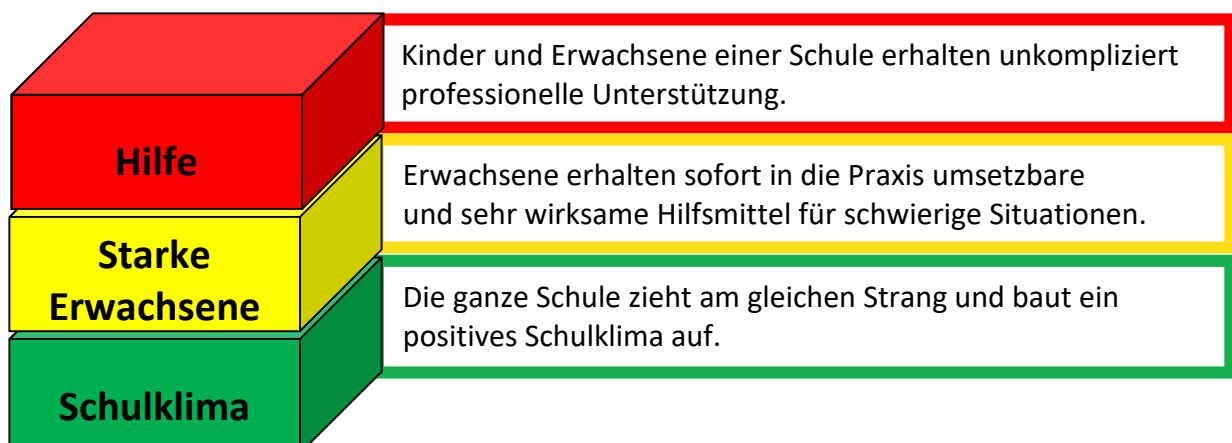 Hilfe
Kinder und Erwachsene einer Schule erhalten unkompliziert
professionelle Unterstützung.
Starke
Erwachsene
Erwachsene erhalten sofort in die Praxis umsetzbare
und sehr wirksame Hilfsmittel für schwierige Situationen.
Schulklima
Die ganze Schule zieht am gleichen Strang und baut ein
positives Schulklima auf.